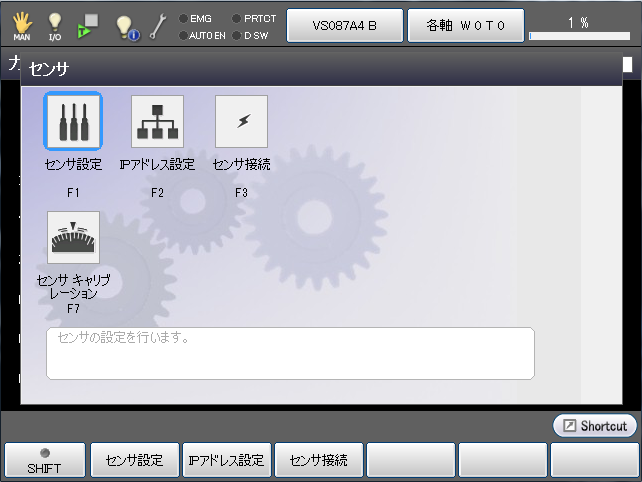 MAN
I/O
EMG
PRTCT
AUTO EN
D SW
VS087A4 B
各軸 W 0 T 0
1 %
センサ
センサ設定
IPアドレス設定
センサ接続
F1
F2
F3
センサ キャリブ
レーション
F7
センサの設定を行います。
Shortcut
SHIFT
センサ設定
IPアドレス設定
センサ接続